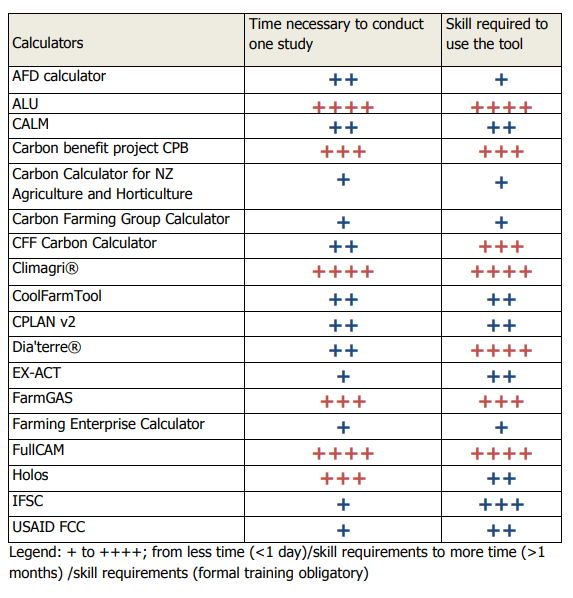 Calculators Time necessary to conduct one study Skill required to use the tool
AFD calculator ++ +
ALU ++++ ++++
CALM ++ ++
Carbon benefit project CPB +++ +++
Carbon Calculator for NZ Agriculture and Horticulture + +
Carbon Farming Group Calculator + +
CFF Carbon Calculator ++ +++
Climagri® ++++ ++++
CoolFarmTool ++ ++
CPLAN v2 ++ ++
Dia'terre® ++ ++++
EX-ACT + ++
FarmGAS +++ +++
Farming Enterprise Calculator + +
FullCAM ++++ ++++
Holos +++ ++
IFSC + +++
USAID FCC + ++
Legend: + to ++++; from less time (<1 day)/skill requirements to more time (>1
months) /skill requirements (formal training obligatory)